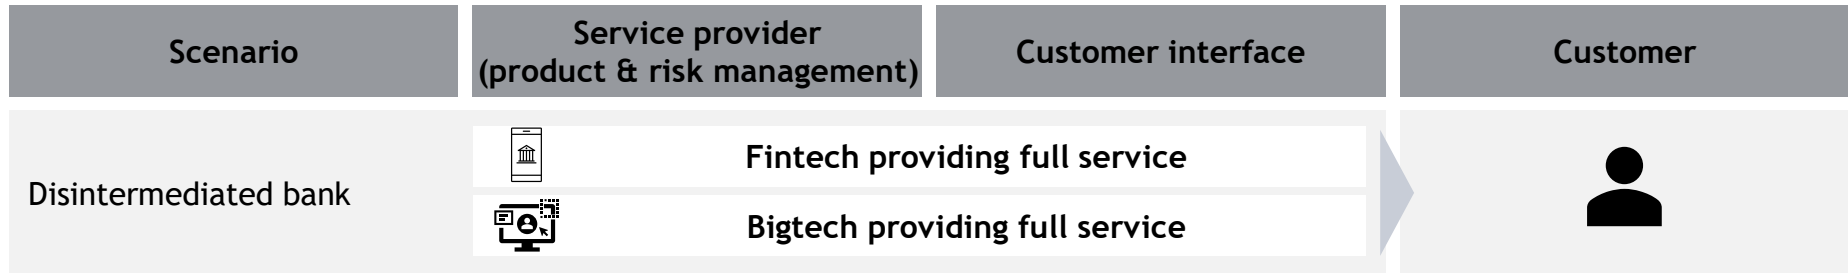 Scenario
Service provider
(product & risk management)
Customer interface
Customer
Disintermediated bank
Fintech providing full service
Bigtech providing full service